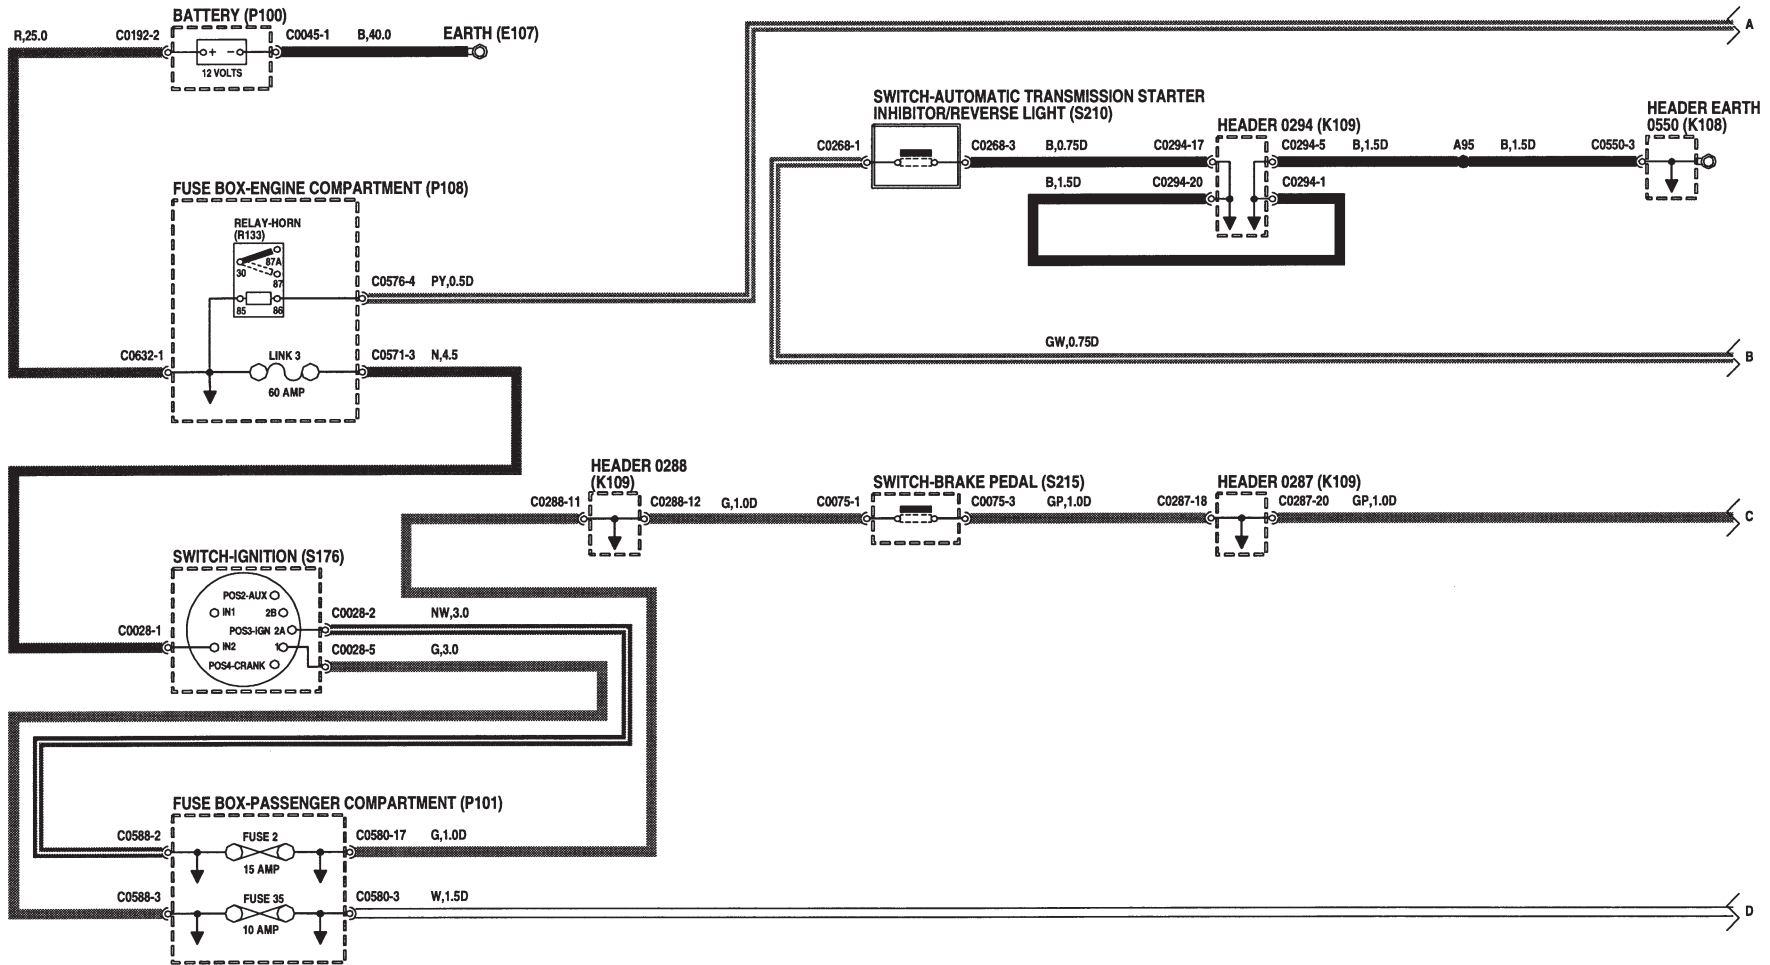 BATTERY (P100)
R,25.0
C0192-2
+ −
12 VOLTS
C0045-1
B,40.0
EARTH (E107)
A
SWITCH-AUTOMATIC TRANSMISSION STARTER
INHIBITOR/REVERSE LIGHT (S210)
C0268-1
C0268-3
B,0.75D
C0294-17
HEADER 0294 (K109)
C0294-5
B,1.5D
A95
B,1.5D
C0550-3
HEADER EARTH
0550 (K108)
B,1.5D
C0294-20
C0294-1
FUSE BOX-ENGINE COMPARTMENT (P108)
RELAY-HORN
(R133)
87A
30
87
85
86
C0576-4
PY,0.5D
C0632-1
LINK 3
60 AMP
C0571-3
N,4.5
GW,0.75D
B
HEADER 0288
(K109)
C0288-11
C0288-12
G,1.0D
SWITCH-BRAKE PEDAL (S215)
C0075-1
C0075-3
GP,1.0D
C0287-18
HEADER 0287 (K109)
C0287-20
GP,1.0D
C
SWITCH-IGNITION (S176)
POS2-AUX
IN1
2B
POS3-IGN 2A
IN2
1
POS4-CRANK
C0028-1
C0028-2
NW,3.0
C0028-5
G,3.0
FUSE BOX-PASSENGER COMPARTMENT (P101)
C0588-2
FUSE 2
15 AMP
C0580-17
G,1.0D
C0588-3
FUSE 35
10 AMP
C0580-3
W,1.5D
D